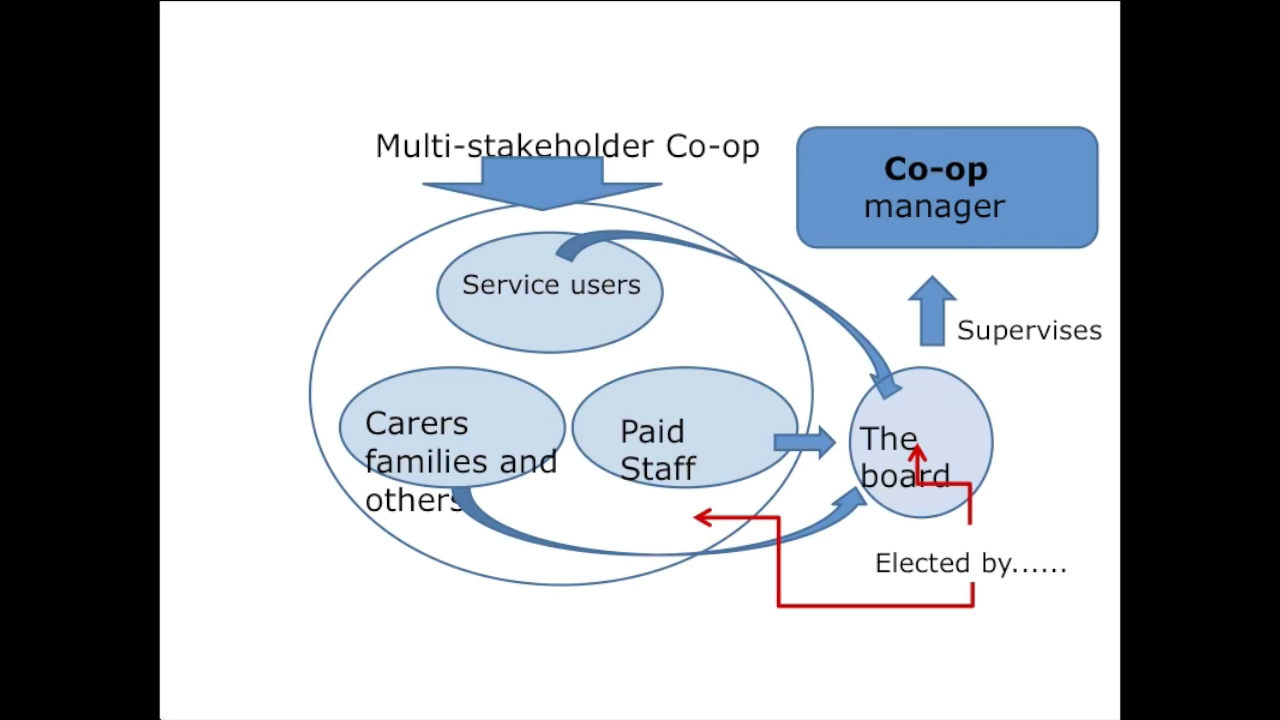 Multi-stakeholder Co-op
Co-op
manager
Service users
Supervises
Carers
families and
others
Paid
Staff
The
board
Elected by......